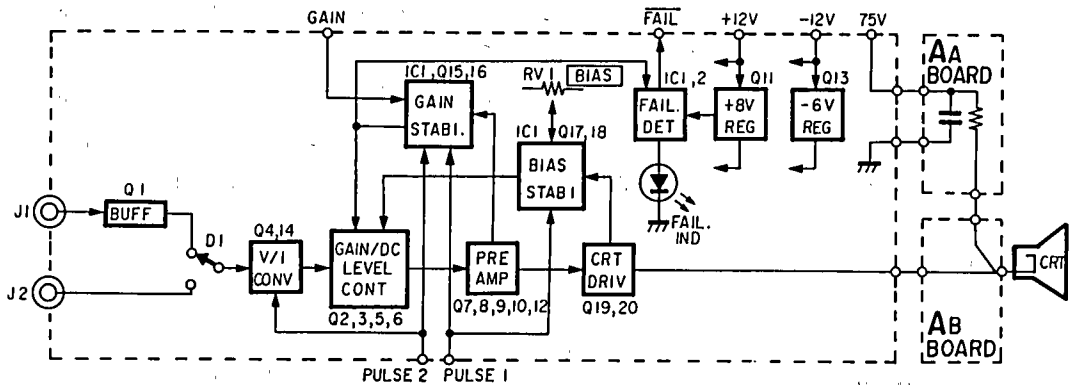 GAIN
FAIL
+12V
-12V
75V
AA
BOARD
IC1,Q15,16
RV1
BIAS
IC1,2
Q11
Q13
GAIN
STABI.
IC1
Q17,18
FAIL.
DET
+8V
REG
-6V
REG
BIAS
STABI
Q1
J1
BUFF
D1
Q4,14
V/I
CONV
GAIN/DC
LEVEL
CONT
PRE
AMP
CRT
DRIV
FAIL.
IND
CRT
J2
Q2,3,5,6
Q7,8,9,10,12
Q19,20
AB
BOARD
PULSE 2
PULSE 1